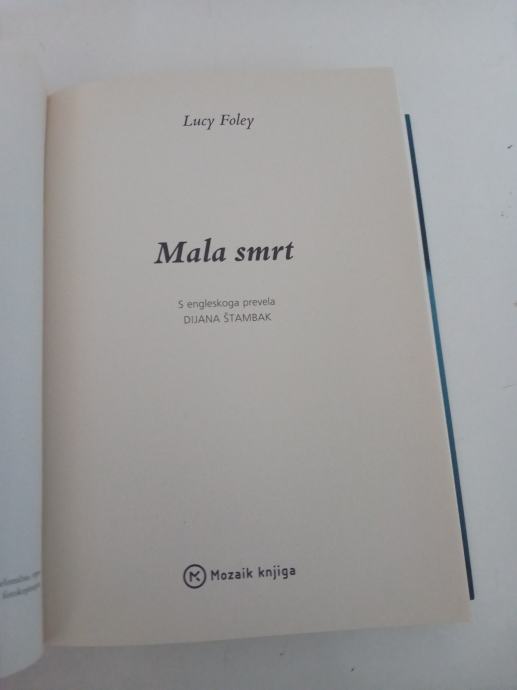 Lucy Foley
Mala smrt
S engleskoga prevela
DIJANA ŠTAMBAK
Mozaik knjiga